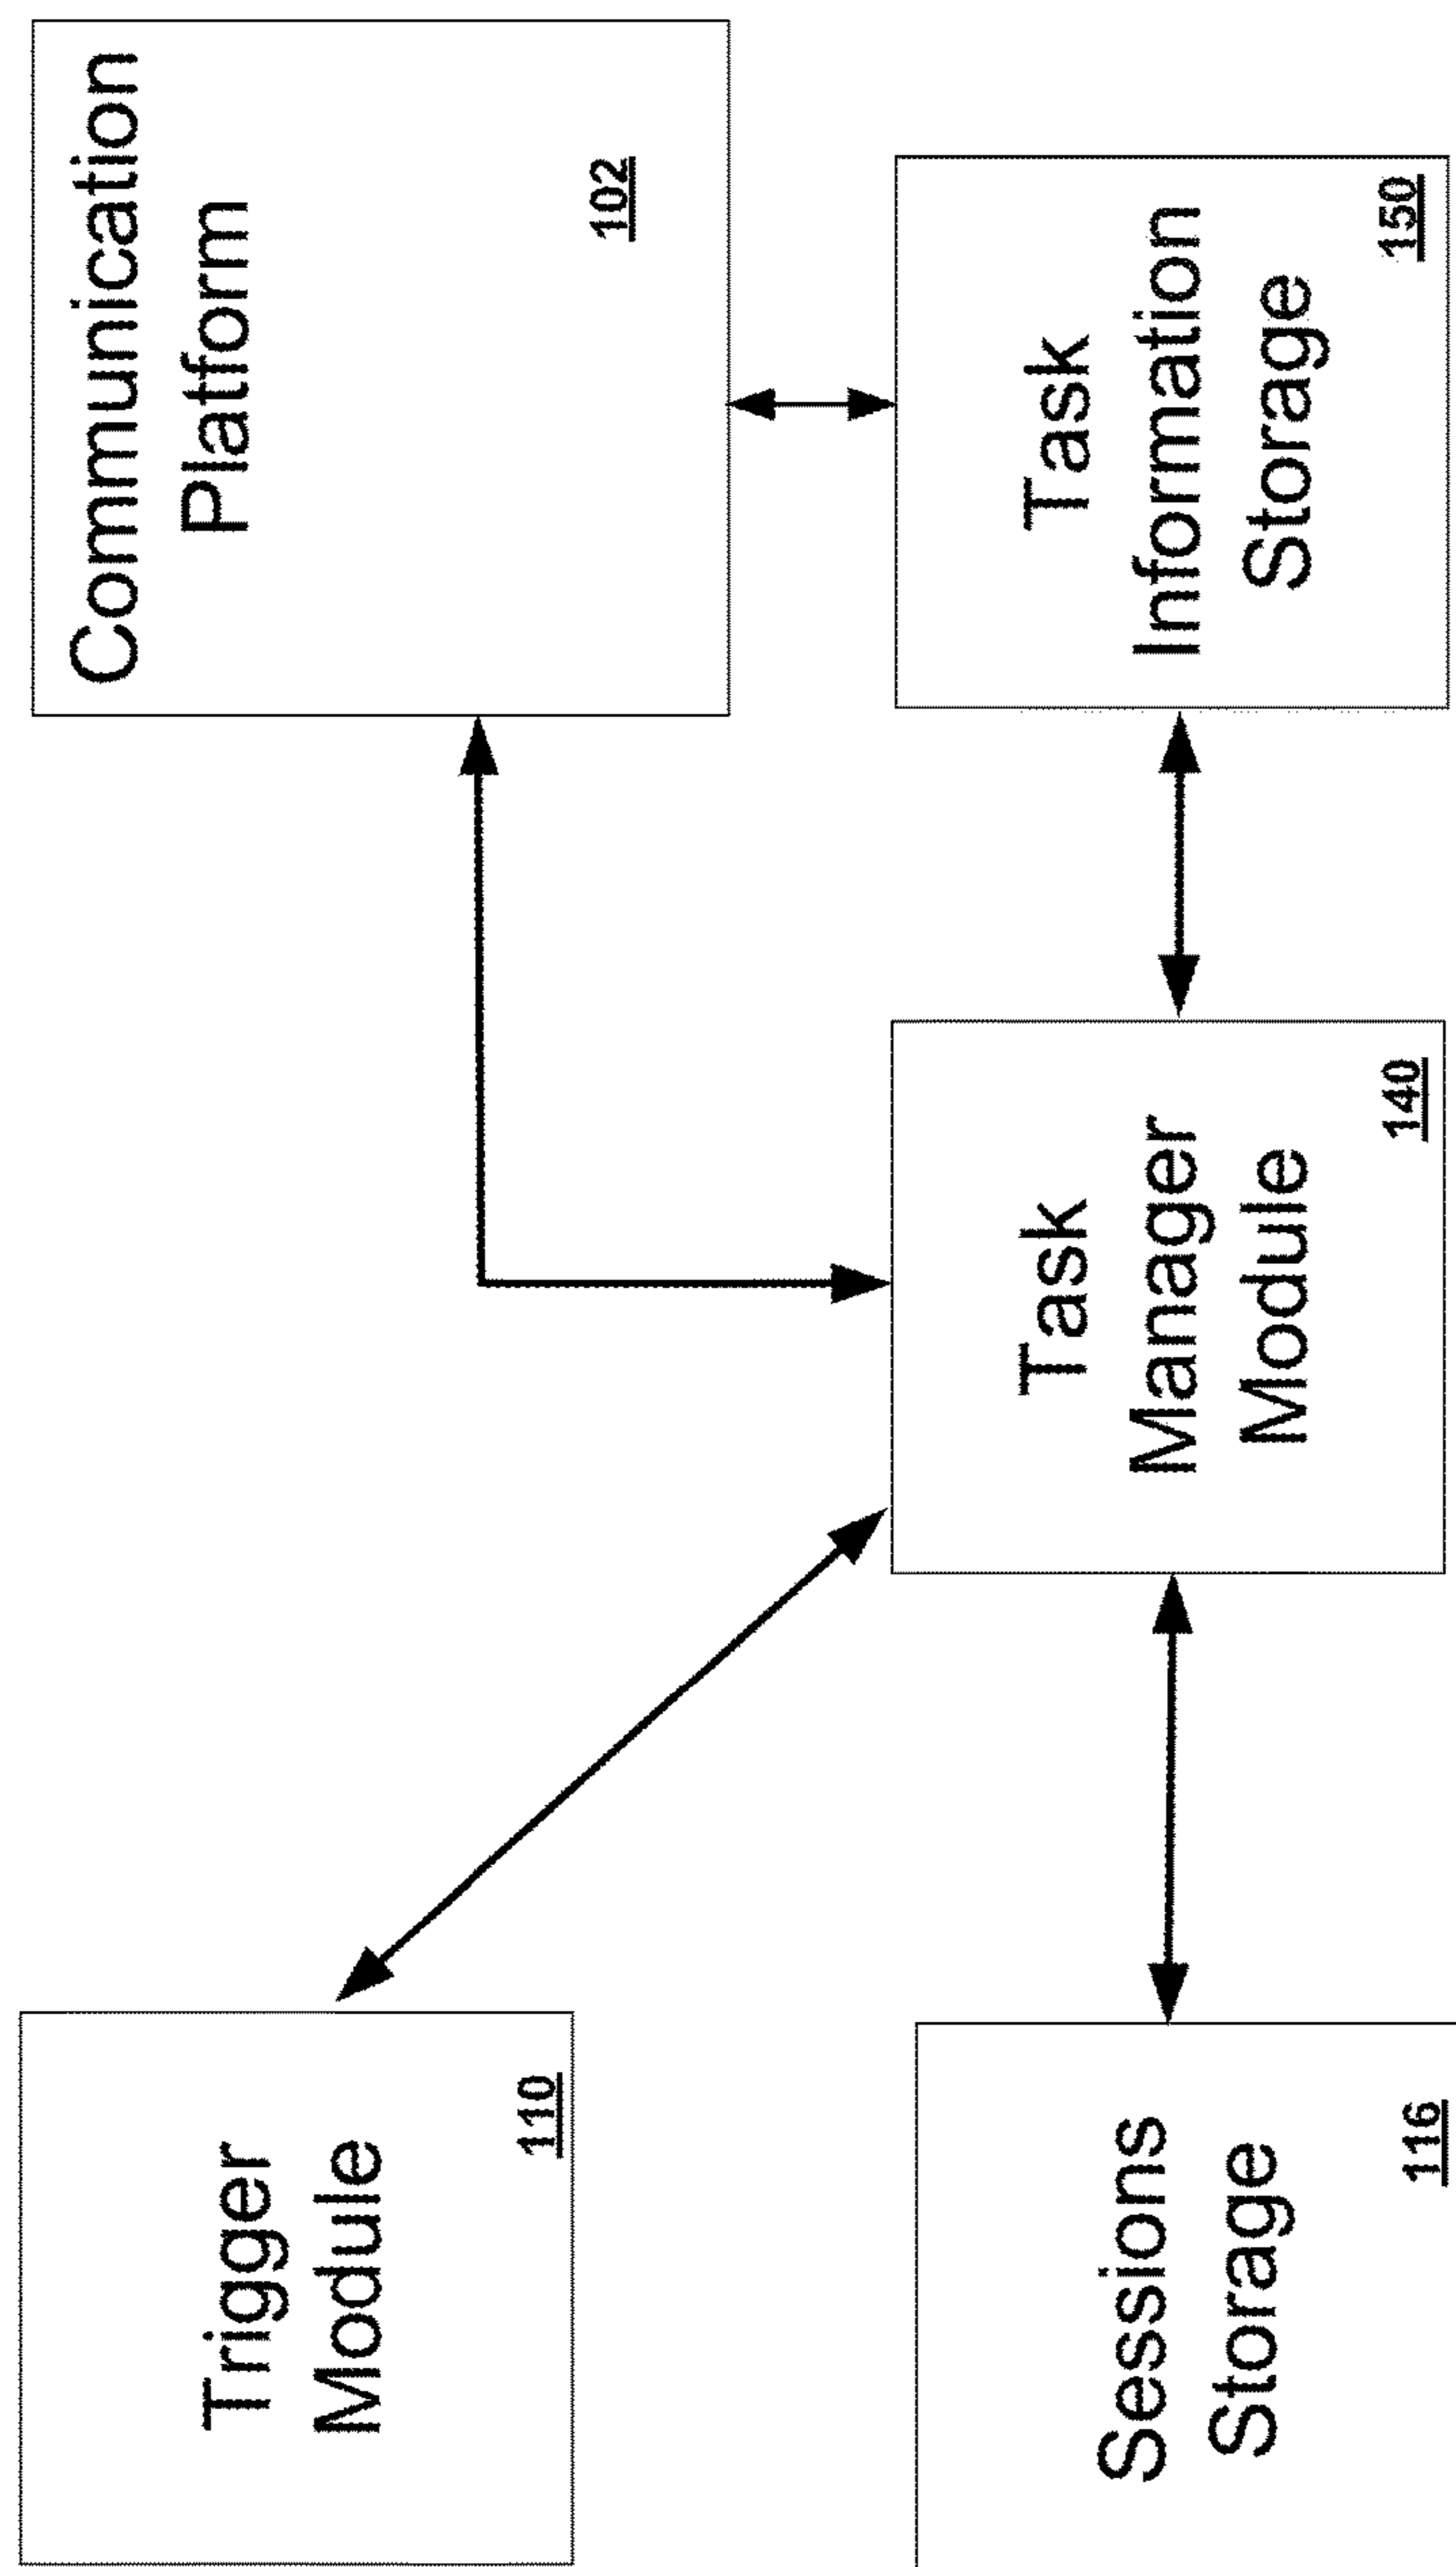 Trigger
Module
110
Communication
Platform
102
Sessions
Storage
116
Task
Manager
Module
140
Task
Information
Storage
150